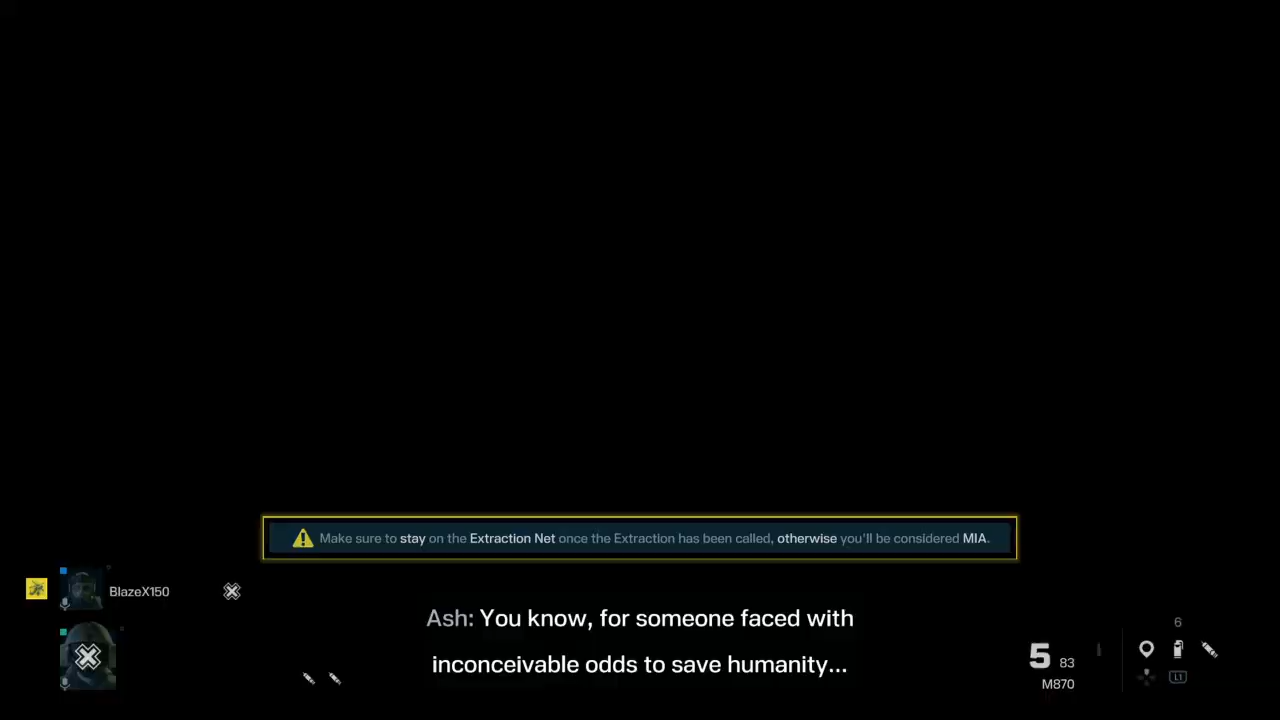 Make sure to stay on the Extraction Net once the Extraction has been called, otherwise you'll be considered MIA.
BlazeX150
Ash: You know, for someone faced with
inconceivable odds to save humanity...
6
5 83
M870
L1